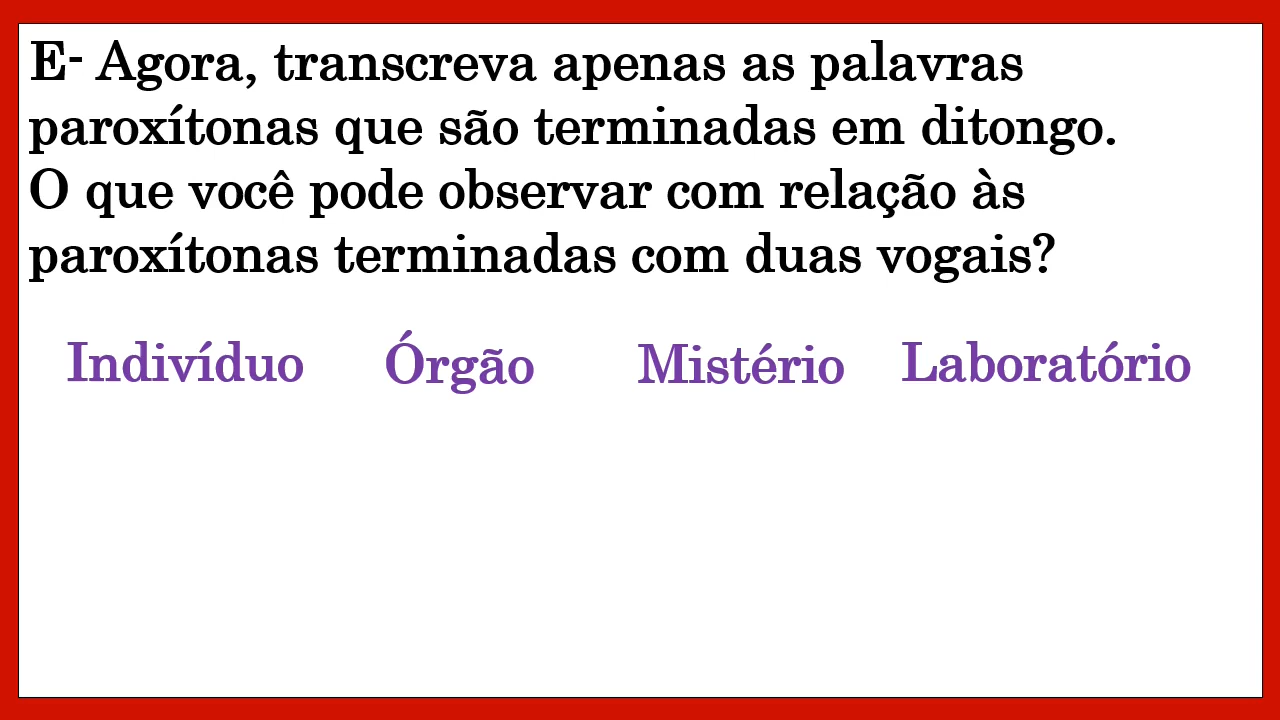 E- Agora, transcreva apenas as palavras
paroxítonas que são terminadas em ditongo.
O que você pode observar com relação às
paroxítonas terminadas com duas vogais?
Indivíduo Órgão Mistério Laboratório